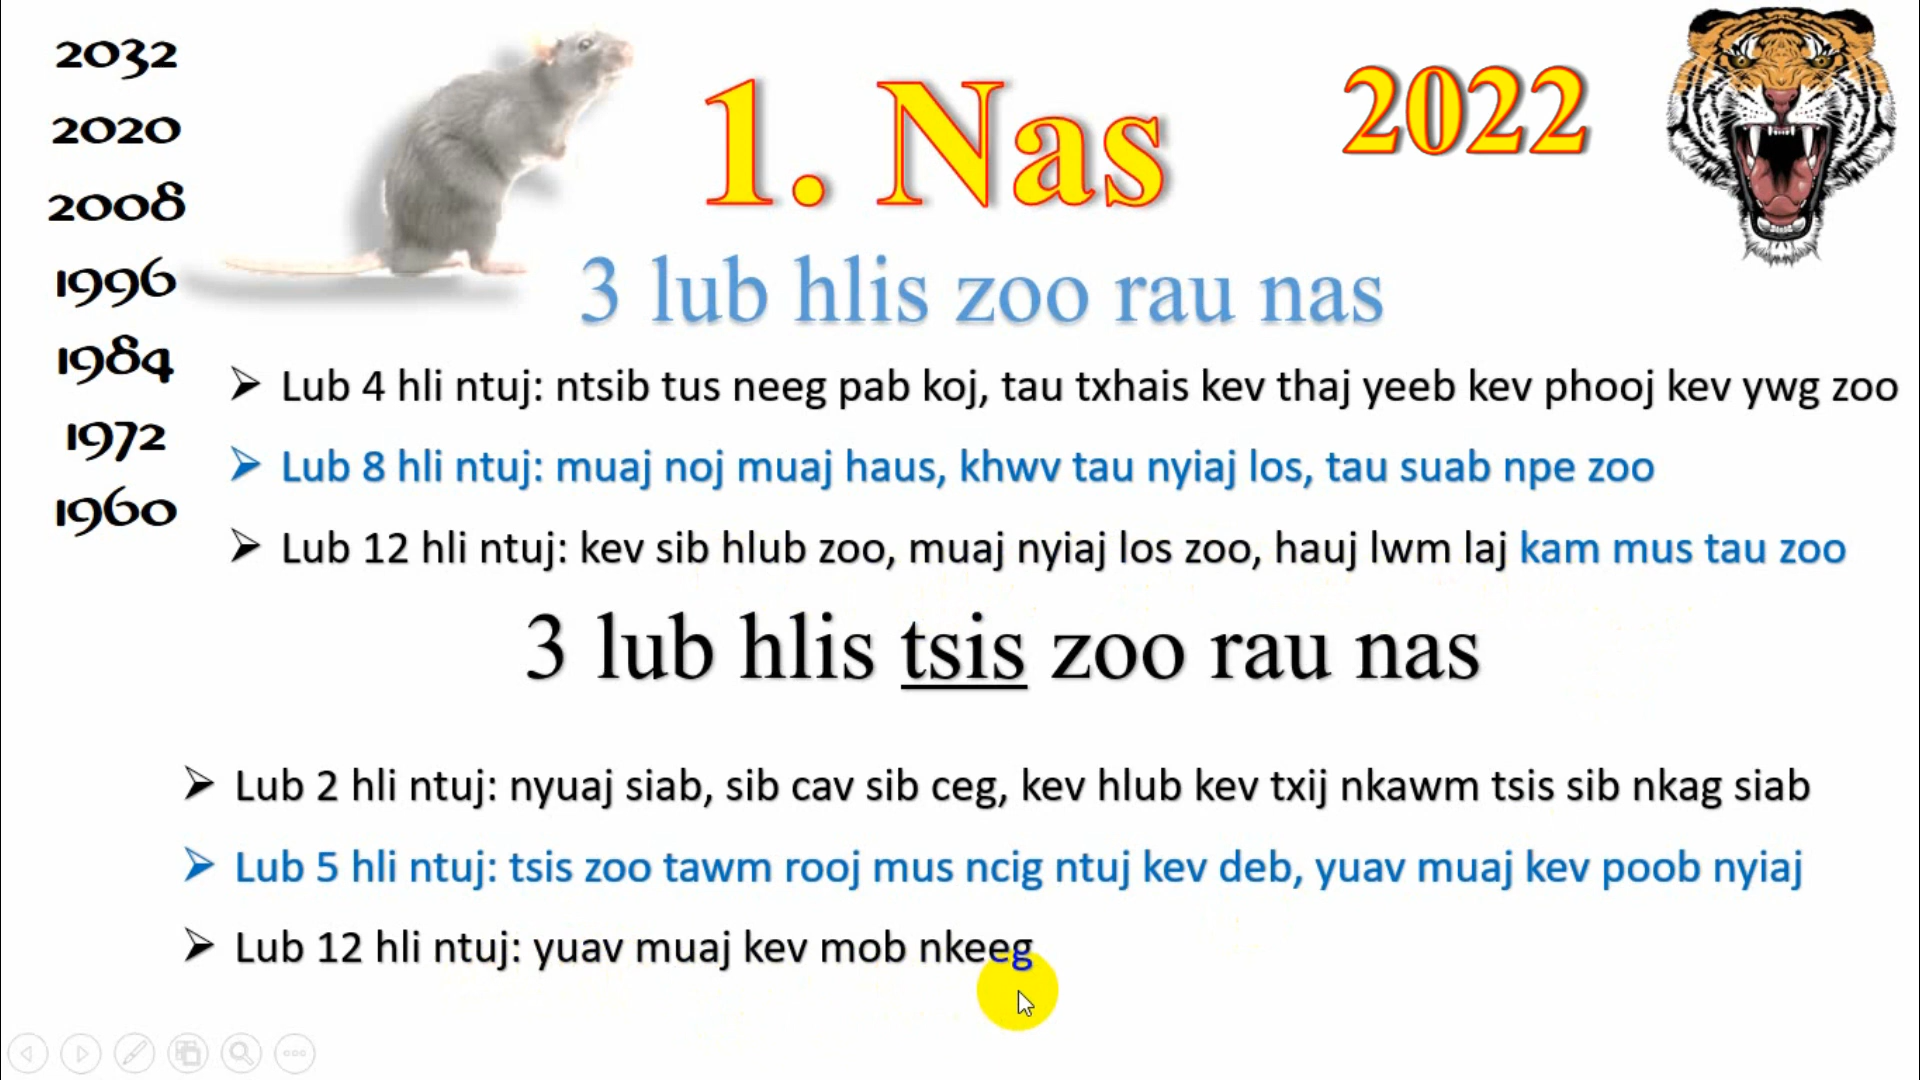 2032
2020
2008
1996
1984
1972
1960
1. Nas
2022
3 lub hlis zoo rau nas
➢ Lub 4 hli ntuj: ntsib tus neeg pab koj, tau txhais kev thaj yeeb kev phooj kev ywg zoo
➢ Lub 8 hli ntuj: muaj noj muaj haus, khwv tau nyiaj los, tau suab npe zoo
➢ Lub 12 hli ntuj: kev sib hlub zoo, muaj nyiaj los zoo, hauj lwm laj kam mus tau zoo
3 lub hlis tsis zoo rau nas
➢ Lub 2 hli ntuj: nyuaj siab, sib cav sib ceg, kev hlub kev txij nkawm tsis sib nkag siab
➢ Lub 5 hli ntuj: tsis zoo tawm rooj mus ncig ntuj kev deb, yuav muaj kev poob nyiaj
➢ Lub 12 hli ntuj: yuav muaj kev mob nkeeg